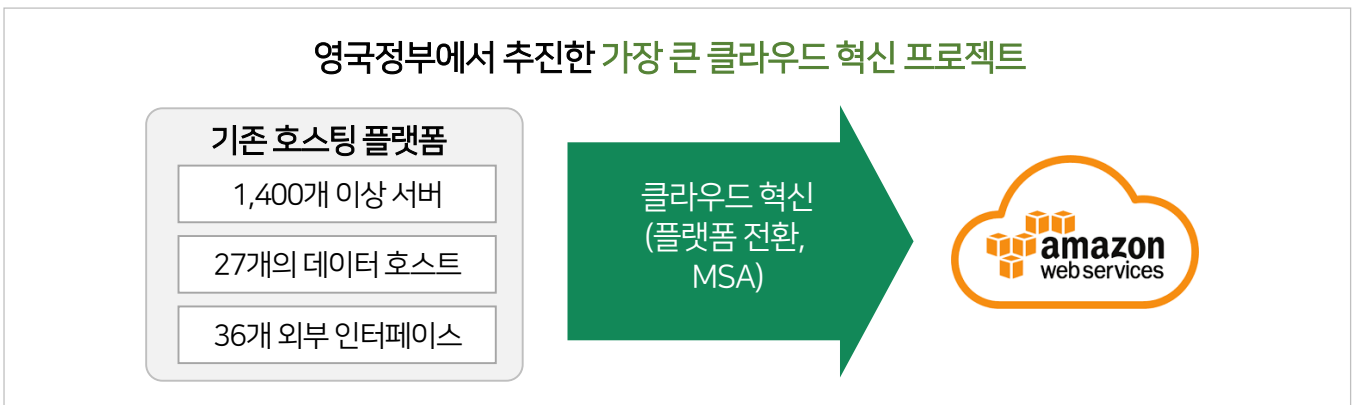 영국정부에서 추진한 가장 큰 클라우드 혁신 프로젝트
기존 호스팅 플랫폼
1,400개 이상 서버
27개의 데이터 호스트
36개 외부 인터페이스
클라우드 혁신
(플랫폼 전환,
MSA)
amazon
web services